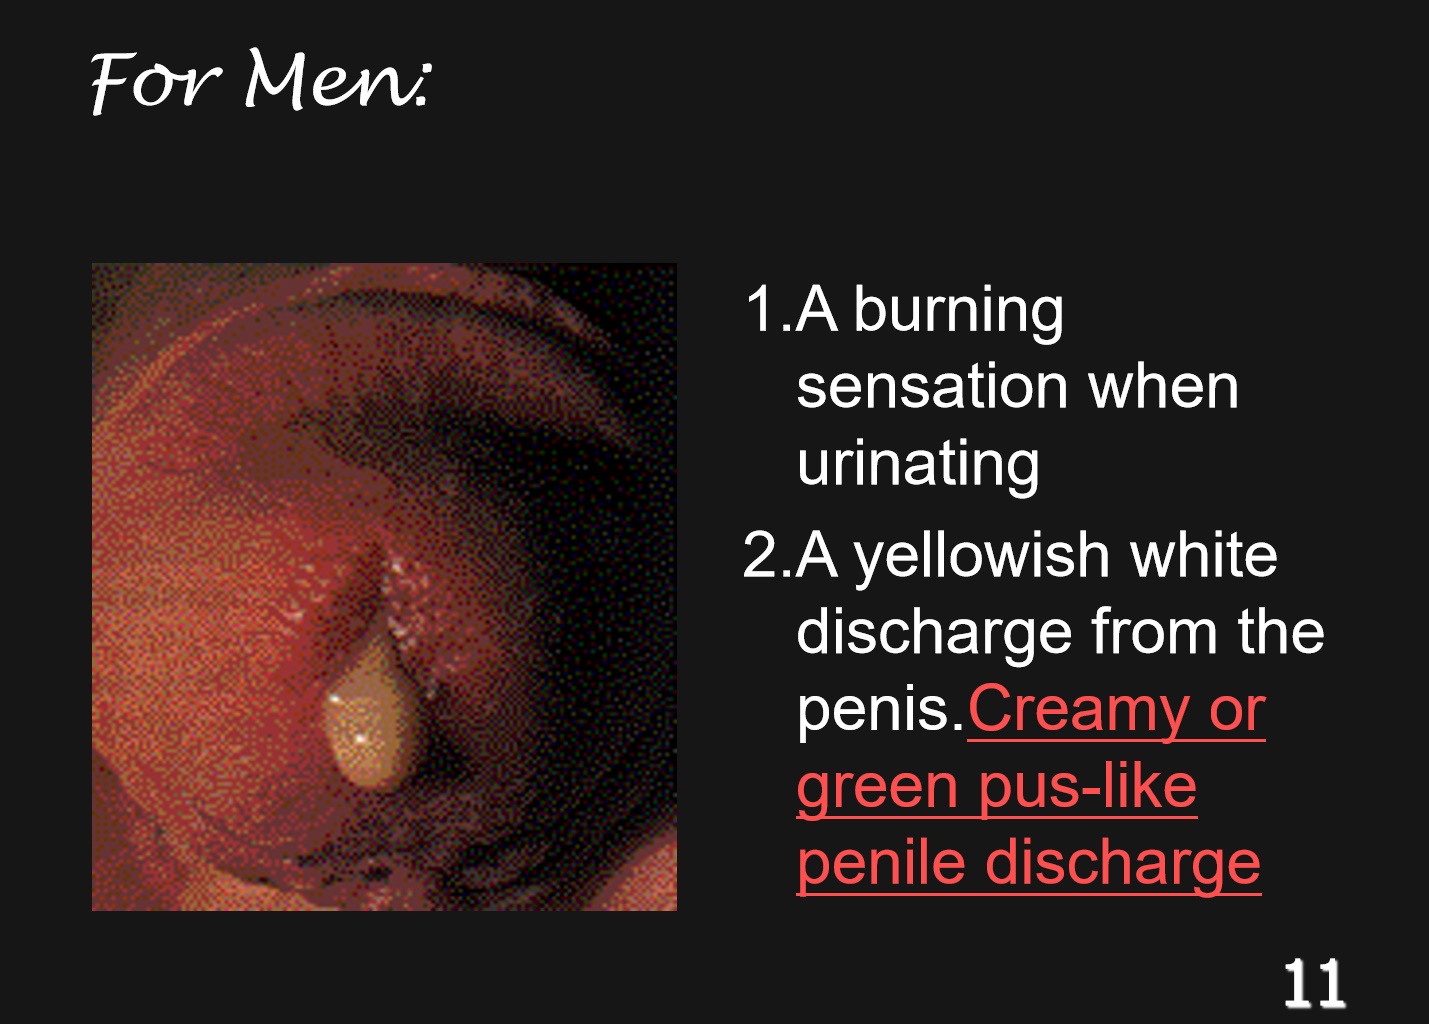 For Men:
1.A burning
sensation when
urinating
2.A yellowish white
discharge from the
penis.Creamy or
green pus-like
penile discharge
11